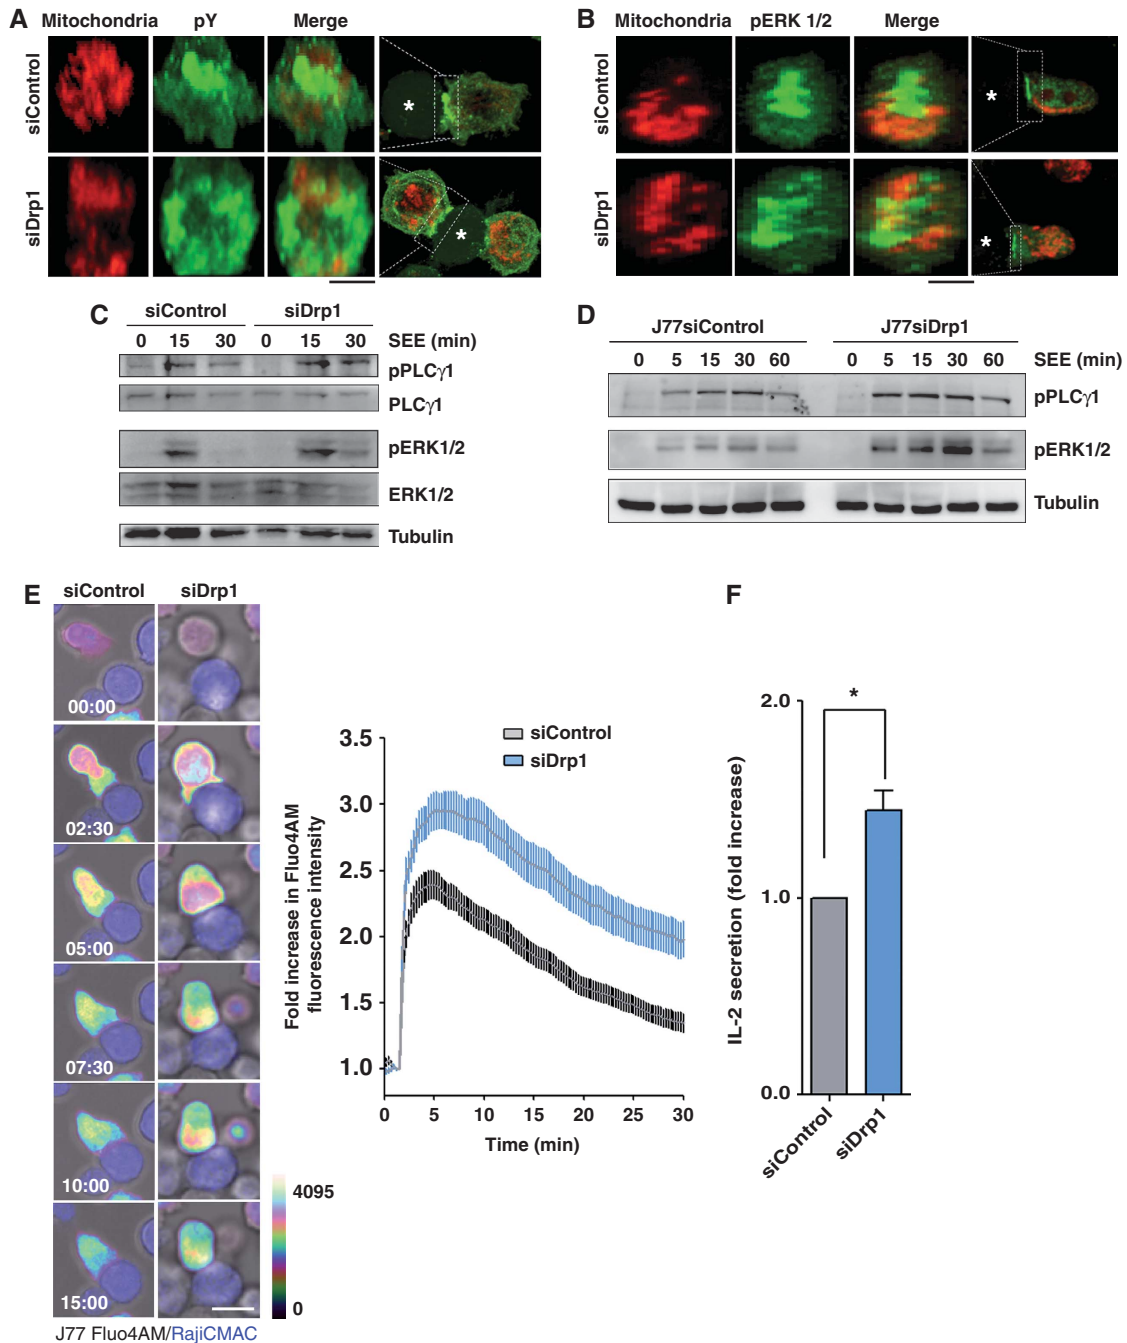 A
Mitochondria pY Merge
siControl
*
siDrp1
*
B
Mitochondria pERK 1/2 Merge
siControl
*
siDrp1
*
C
siControl siDrp1
0 15 30 0 15 30 SEE (min)
pPLCγ1
PLCγ1
pERK1/2
ERK1/2
Tubulin
D
J77siControl J77siDrp1
0 5 15 30 60 0 5 15 30 60 SEE (min)
pPLCγ1
pERK1/2
Tubulin
E
siControl siDrp1
00:00
02:30
05:00
07:30
10:00
15:00
J77 Fluo4AM/RajiCMAC
4095
0
Fold increase in Fluo4AM
fluorescence intensity
3.5
3.0
2.5
2.0
1.5
1.0
siControl
siDrp1
0 5 10 15 20 25 30
Time (min)
F
IL-2 secretion (fold increase)
2.0
1.0
0.0
*
siControl
siDrp1